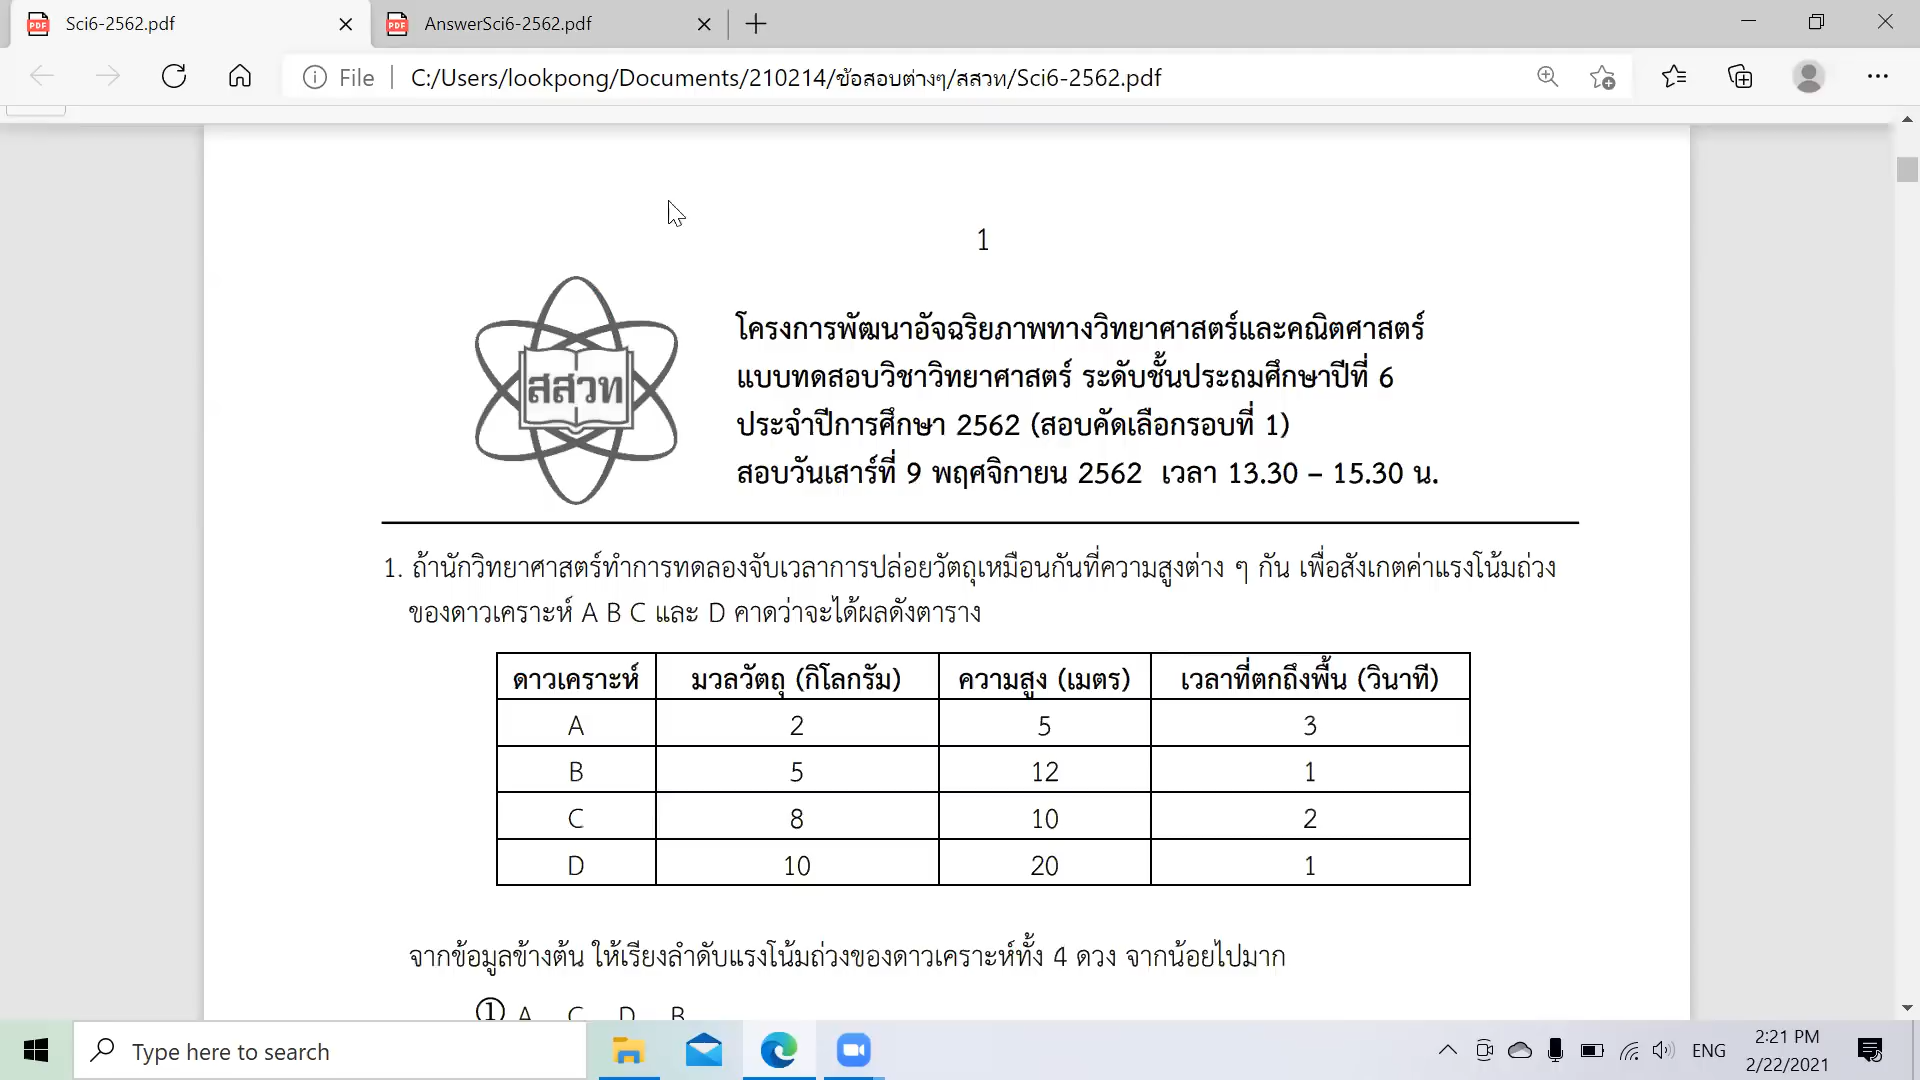 Sci6-2562.pdf
AnswerSci6-2562.pdf
File
C:/Users/lookpong/Documents/210214/ข้อสอบต่างๆ/สสวท/Sci6-2562.pdf
1
สสวท
โครงการพัฒนาอัจฉริยภาพทางวิทยาศาสตร์และคณิตศาสตร์
แบบทดสอบวิชาวิทยาศาสตร์ ระดับชั้นประถมศึกษาปีที่ 6
ประจำปีการศึกษา 2562 (สอบคัดเลือกรอบที่ 1)
สอบวันเสาร์ที่ 9 พฤศจิกายน 2562 เวลา 13.30 – 15.30 น.
1. ถ้านักวิทยาศาสตร์ทำการทดลองจับเวลาการปล่อยวัตถุเหมือนกันที่ความสูงต่าง ๆ กัน เพื่อสังเกตค่าแรงโน้มถ่วง
ของดาวเคราะห์ A B C และ D คาดว่าจะได้ผลดังตาราง
ดาวเคราะห์ มวลวัตถุ (กิโลกรัม) ความสูง (เมตร) เวลาที่ตกถึงพื้น (วินาที)
A 2 5 3
B 5 12 1
C 8 10 2
D 10 20 1
จากข้อมูลข้างต้น ให้เรียงลำดับแรงโน้มถ่วงของดาวเคราะห์ทั้ง 4 ดวง จากน้อยไปมาก
① A C D B
Type here to search
ENG
2:21 PM
2/22/2021